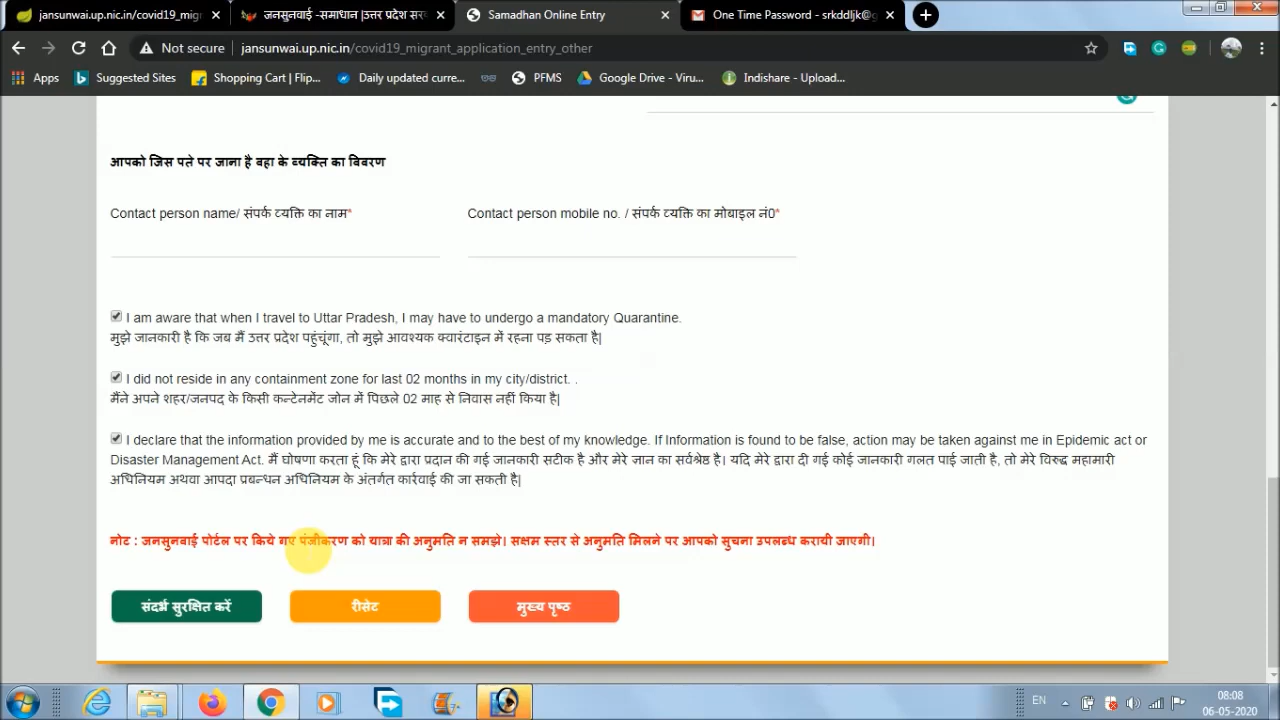 jansunwai.up.nic.in/covid19_mig
जनसुनवाई -समाधान |उत्तर प्रदेश सर
Samadhan Online Entry
One Time Password - srkddljk@g
Not secure
jansunwai.up.nic.in/covid19_migrant_application_entry_other
Apps
Suggested Sites
Shopping Cart | Flip...
Daily updated curre...
PFMS
Google Drive - Viru...
Indishare - Upload...
आपको जिस पते पर जाना है वहा के व्यक्ति का विवरण
Contact person name/ संपर्क व्यक्ति का नाम*
Contact person mobile no. / संपर्क व्यक्ति का मोबाइल नं0*
I am aware that when I travel to Uttar Pradesh, I may have to undergo a mandatory Quarantine.
मुझे जानकारी है कि जब मैं उत्तर प्रदेश पहुंचूंगा, तो मुझे आवश्यक क्वारंटाइन में रहना पड़ सकता है|
I did not reside in any containment zone for last 02 months in my city/district. .
मैंने अपने शहर/जनपद के किसी कन्टेनमेंट जोन में पिछले 02 माह से निवास नहीं किया है|
I declare that the information provided by me is accurate and to the best of my knowledge. If Information is found to be false, action may be taken against me in Epidemic act or
Disaster Management Act. मैं घोषणा करता हूं कि मेरे द्वारा प्रदान की गई जानकारी सटीक है और मेरे ज्ञान का सर्वश्रेष्ठ है। यदि मेरे द्वारा दी गई कोई जानकारी गलत पाई जाती है, तो मेरे विरुद्ध महामारी
अधिनियम अथवा आपदा प्रबन्धन अधिनियम के अंतर्गत कार्रवाई की जा सकती है|
नोट : जनसुनवाई पोर्टल पर किये गए पंजीकरण को यात्रा की अनुमति न समझे। सक्षम स्तर से अनुमति मिलने पर आपको सुचना उपलब्ध करायी जाएगी।
संदर्भ सुरक्षित करें
रीसेट
मुख्य पृष्ठ
EN
08:08
06-05-2020